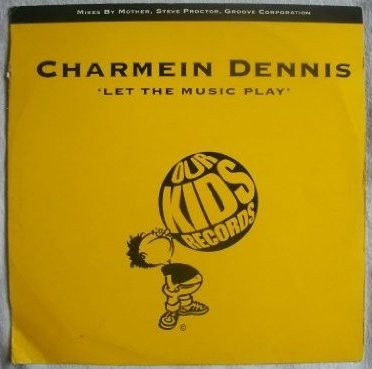 Mixes By Mother, Steve Proctor, Groove Corporation
CHARMEIN DENNIS
'LET THE MUSIC PLAY'
OUR
KIDS
RECORDS
©